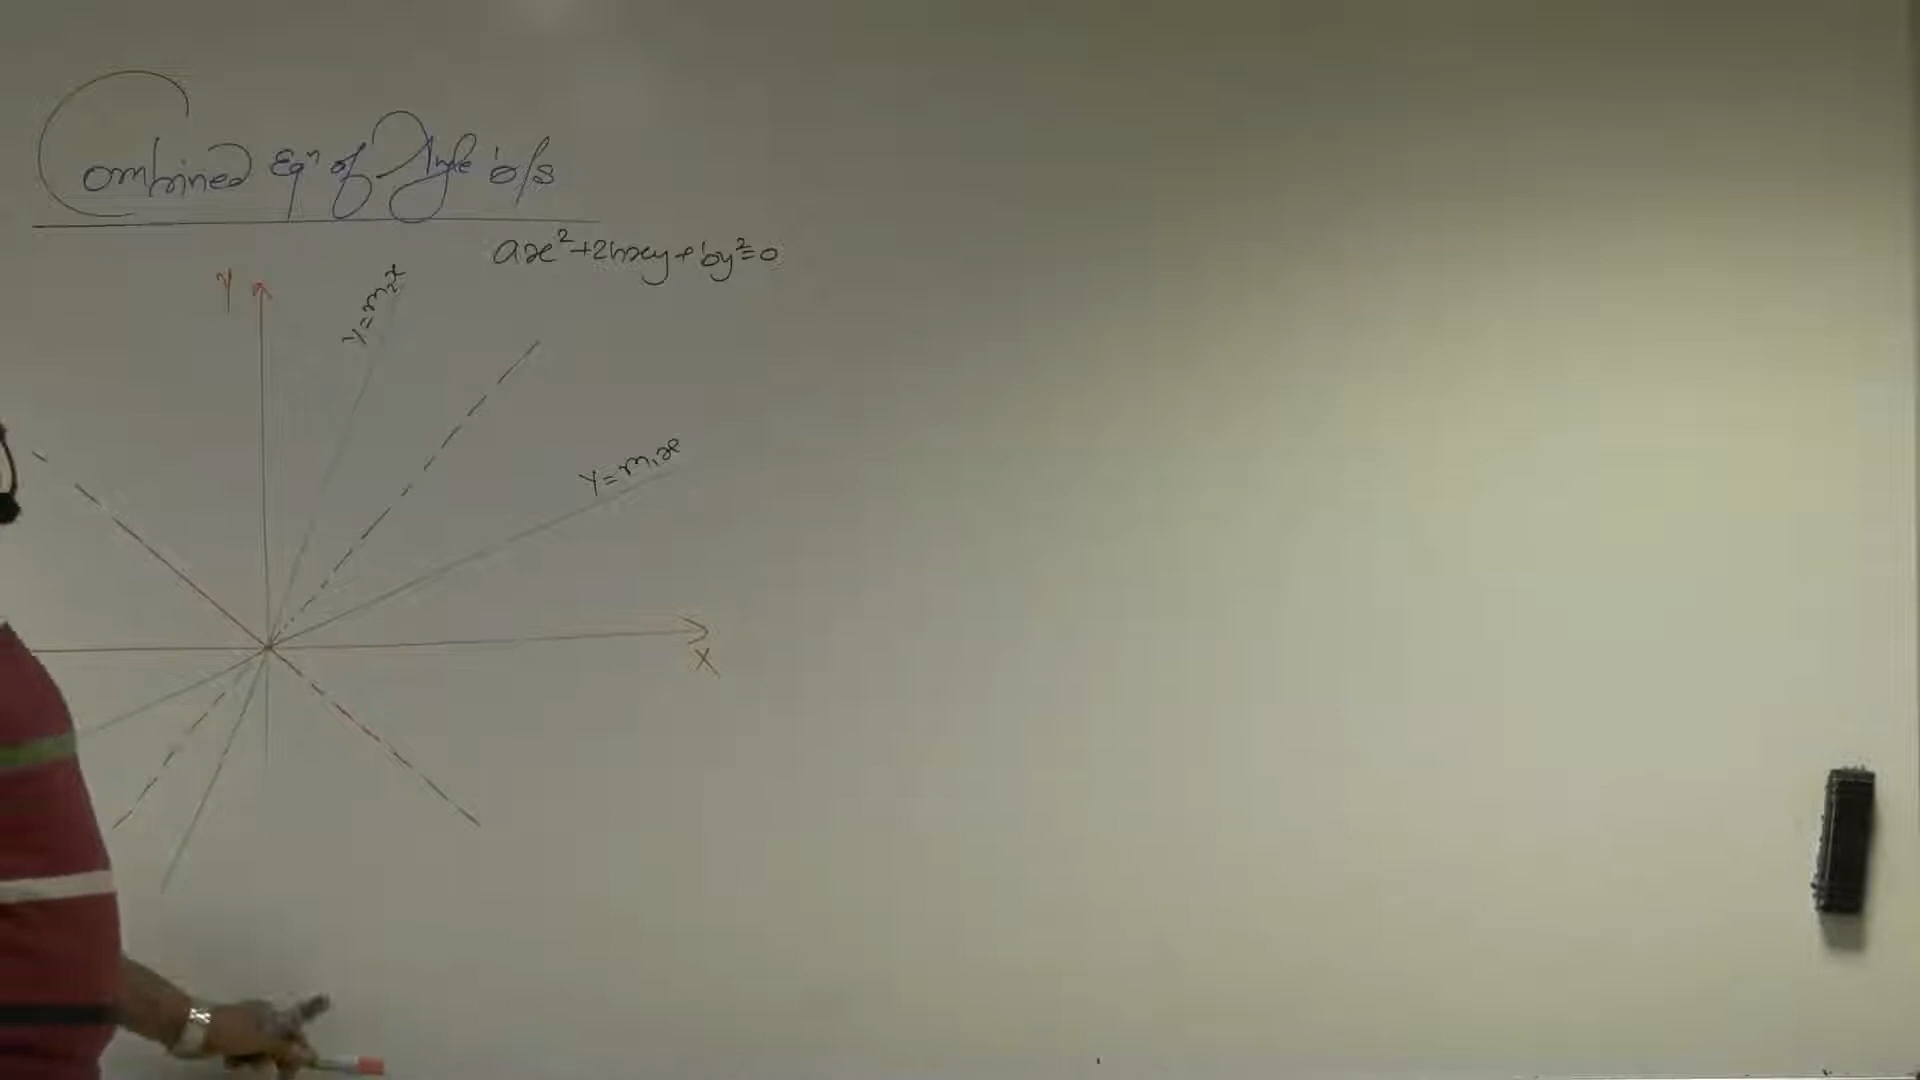 Combined Eqⁿ of Angle b/s
ax²+2hxy+by²=0
Y
Y=m₂x
Y=m₁x
X